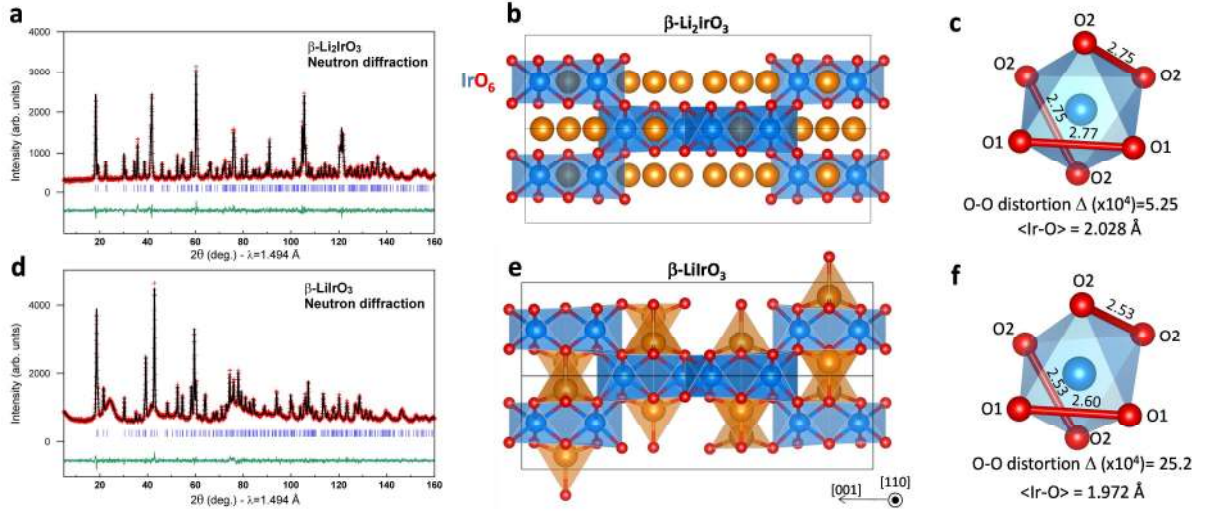 a
β-Li₂IrO₃
Neutron diffraction
Intensity (arb. units)
4000
3000
2000
1000
0
20 40 60 80 100 120 140 160
2θ (deg.) - λ=1.494 Å
b
β-Li₂IrO₃
IrO₆
c
O2
O2
O2
2.75
2.75
2.77
O1
O1
O2
O-O distortion Δ (x10⁴)=5.25
<Ir-O> = 2.028 Å
d
β-LiIrO₃
Neutron diffraction
Intensity (arb. units)
4000
2000
0
20 40 60 80 100 120 140 160
2θ (deg.) - λ=1.494 Å
e
β-LiIrO₃
[001]
[110]
f
O2
O2
O2
2.53
2.53
2.60
O1
O1
O2
O-O distortion Δ (x10⁴)= 25.2
<Ir-O> = 1.972 Å